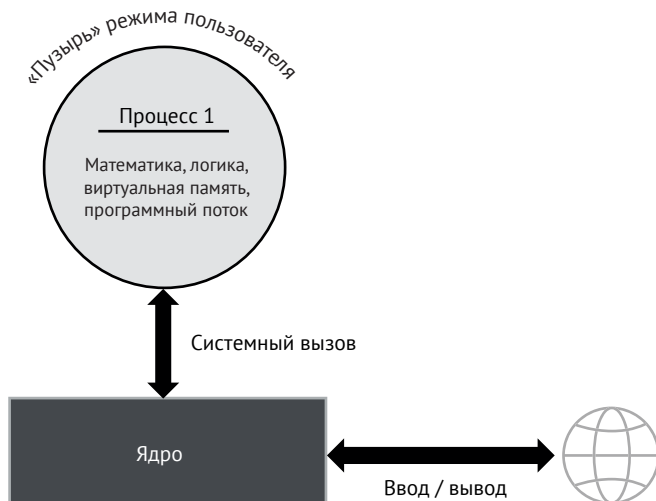 «Пузырь» режима пользователя
Процесс 1
Математика, логика,
виртуальная память,
программный поток
Системный вызов
Ядро
Ввод / вывод